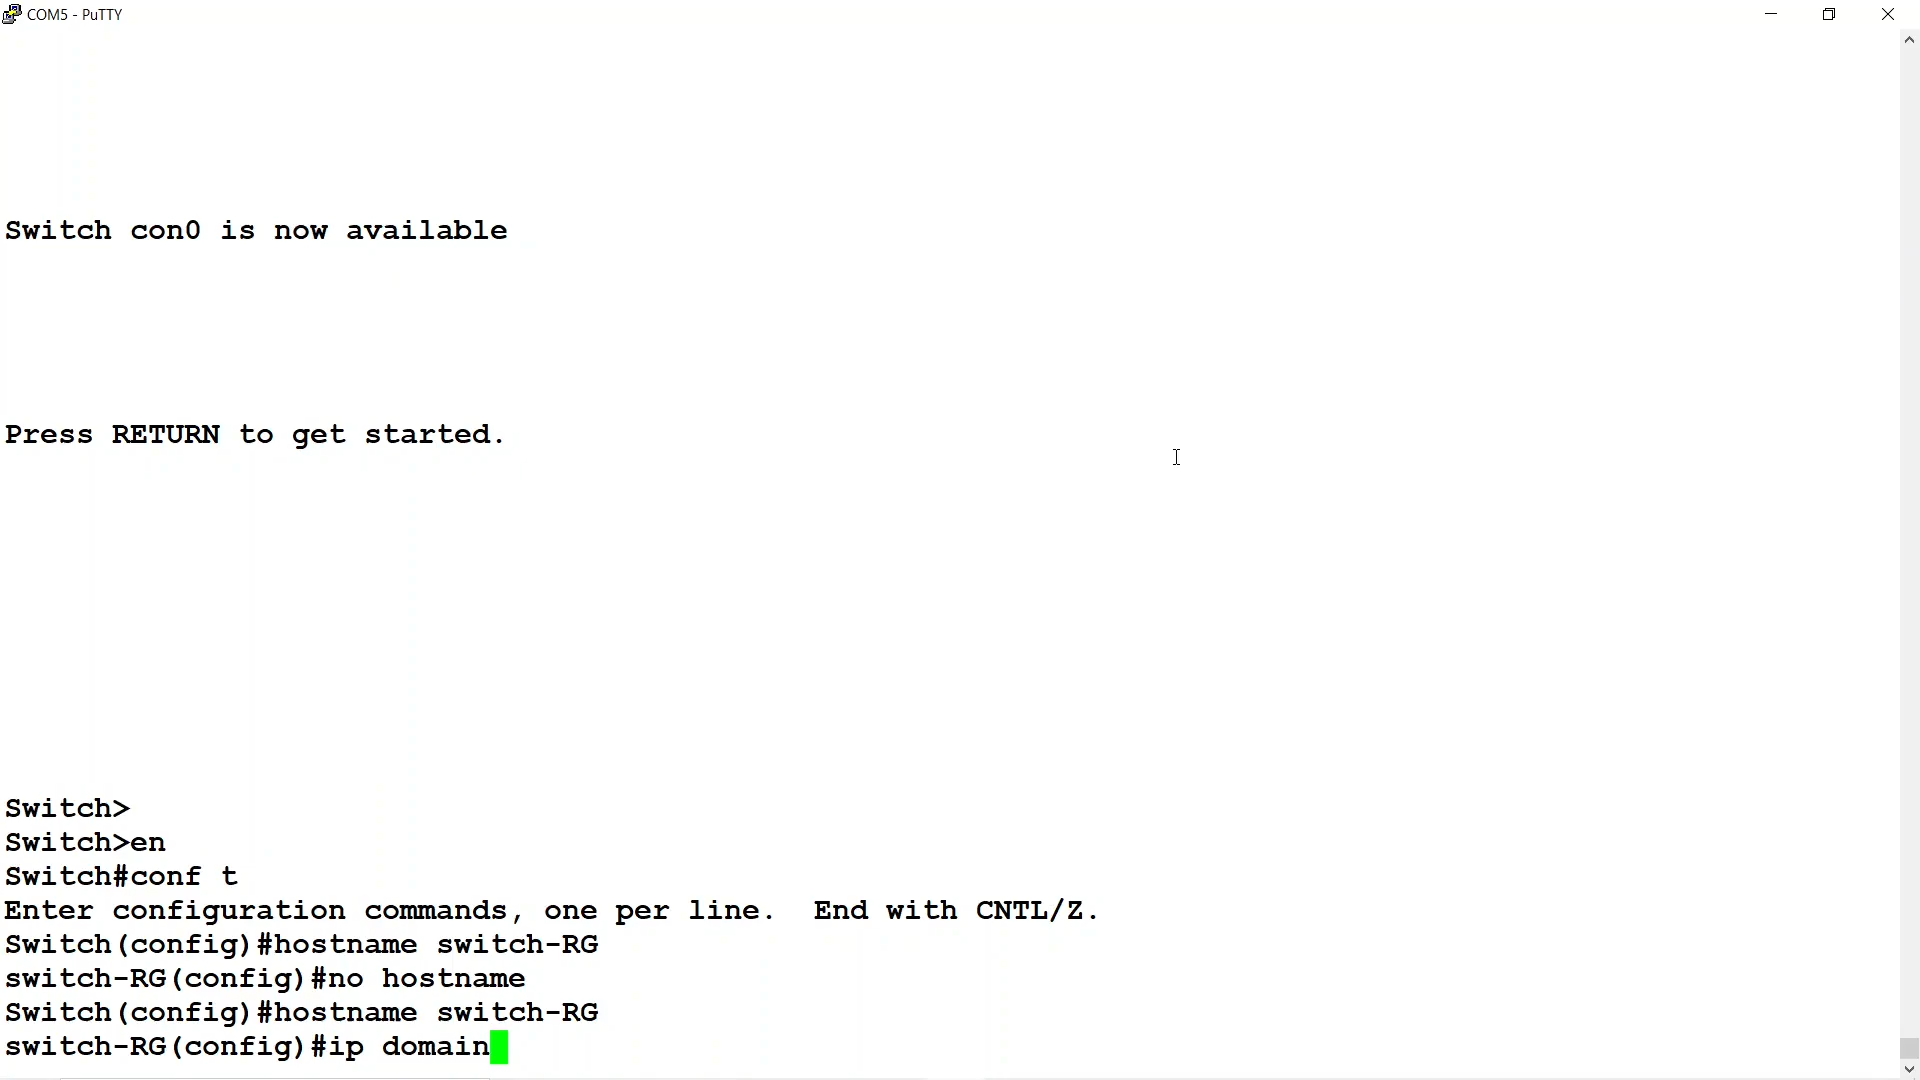 COM5 - PuTTY
Switch con0 is now available
Press RETURN to get started.
Switch>
Switch>en
Switch#conf t
Enter configuration commands, one per line.  End with CNTL/Z.
Switch(config)#hostname switch-RG
switch-RG(config)#no hostname
Switch(config)#hostname switch-RG
switch-RG(config)#ip domain